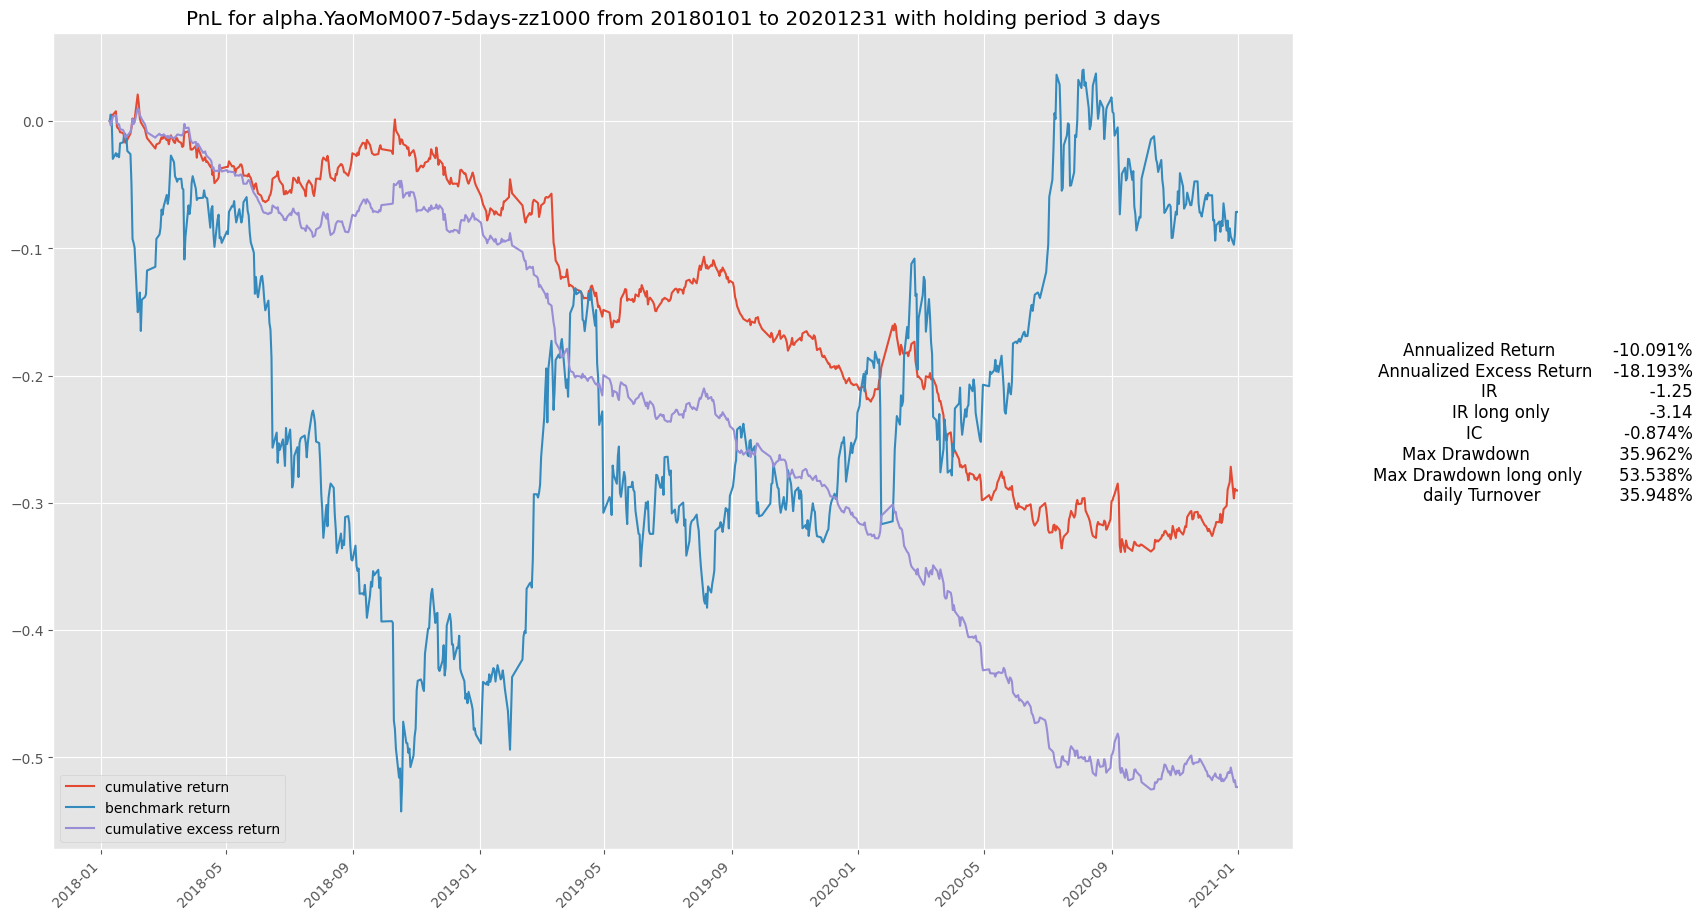 PnL for alpha.YaoMoM007-5days-zz1000 from 20180101 to 20201231 with holding period 3 days
0.0
−0.1
−0.2
−0.3
−0.4
−0.5
cumulative return
benchmark return
cumulative excess return
2018-01
2018-05
2018-09
2019-01
2019-05
2019-09
2020-01
2020-05
2020-09
2021-01
Annualized Return -10.091%
Annualized Excess Return -18.193%
IR -1.25
IR long only -3.14
IC -0.874%
Max Drawdown 35.962%
Max Drawdown long only 53.538%
daily Turnover 35.948%